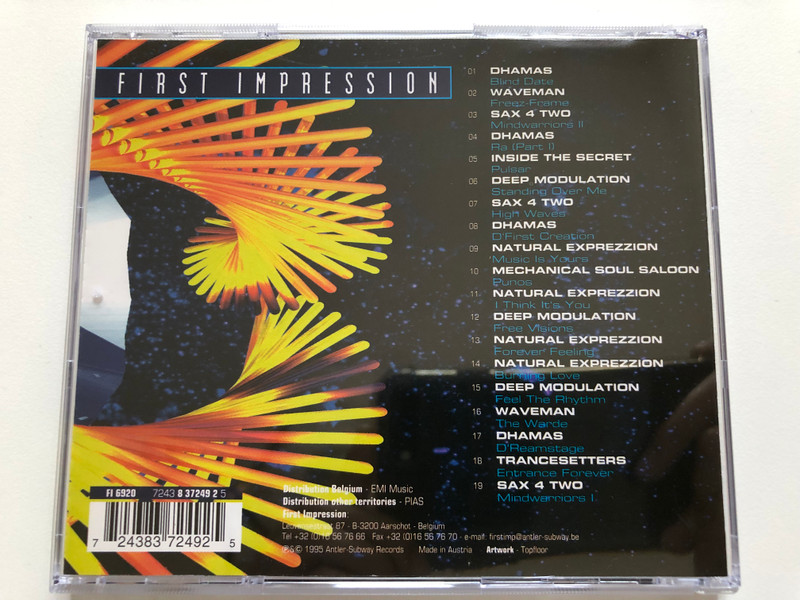 FIRST IMPRESSION
01 DHAMAS
Blind Date
02 WAVEMAN
Freez-Frame
03 SAX 4 TWO
Mindwarriors II
04 DHAMAS
Ra (Part I)
05 INSIDE THE SECRET
Pulsar
06 DEEP MODULATION
Standing Over Me
07 SAX 4 TWO
High Waves
08 DHAMAS
D'First Creation
09 NATURAL EXPREZZION
Music Is Yours
10 MECHANICAL SOUL SALOON
Punos
11 NATURAL EXPREZZION
I Think It's You
12 DEEP MODULATION
Free Visions
13 NATURAL EXPREZZION
Forever Feeling
14 NATURAL EXPREZZION
Burning Love
15 DEEP MODULATION
Feel The Rhythm
16 WAVEMAN
The Warde
17 DHAMAS
D'Reamstage
18 TRANCESETTERS
Entrance Forever
19 SAX 4 TWO
Mindwarriors I
FI 6920 7243 8 37249 2 5
7 24383 72492 5
Distribution Belgium · EMI Music
Distribution other territories · PIAS
First Impression
Leuvensestraat 87 · B-3200 Aarschot · Belgium
Tel +32 (0)16 56 76 66 Fax +32 (0)16 56 76 70 · e-mail: firstimp@antler-subway.be
℗© 1995 Antler-Subway Records Made in Austria Artwork · Topfloor